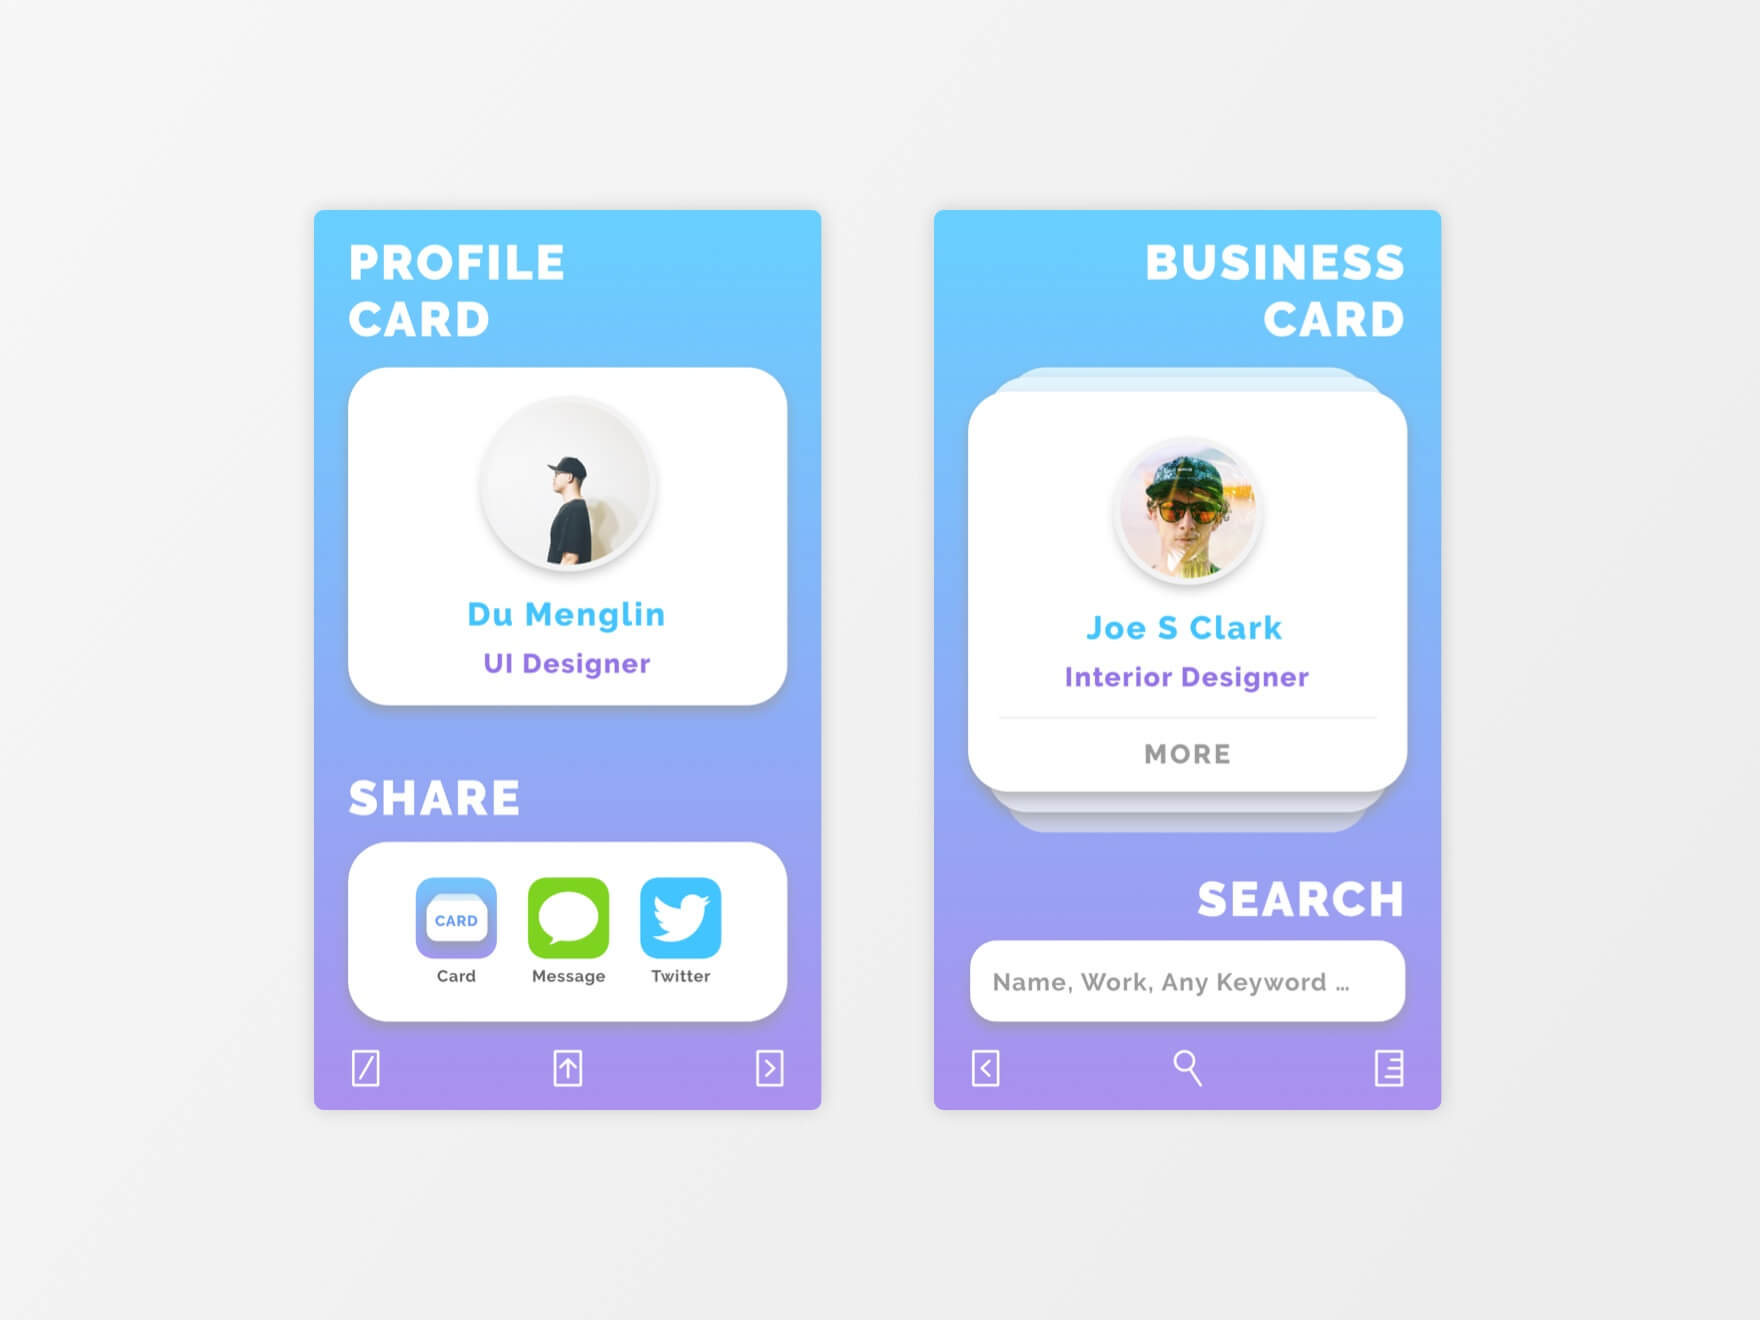 PROFILE
CARD
Du Menglin
UI Designer
SHARE
CARD
Card
Message
Twitter
BUSINESS
CARD
Joe S Clark
Interior Designer
MORE
SEARCH
Name, Work, Any Keyword ...